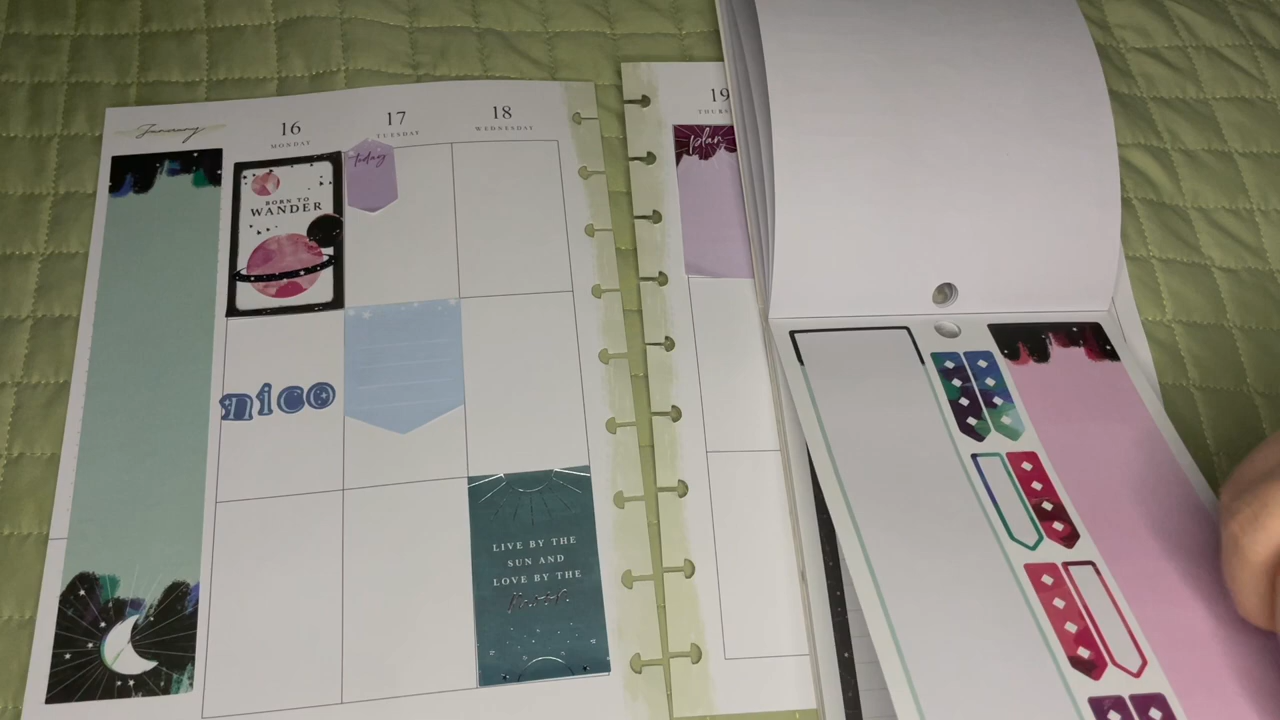 January
16
MONDAY
17
TUESDAY
18
WEDNESDAY
19
today
plan
BORN TO
WANDER
nico
LIVE BY THE
SUN AND
LOVE BY THE
moon